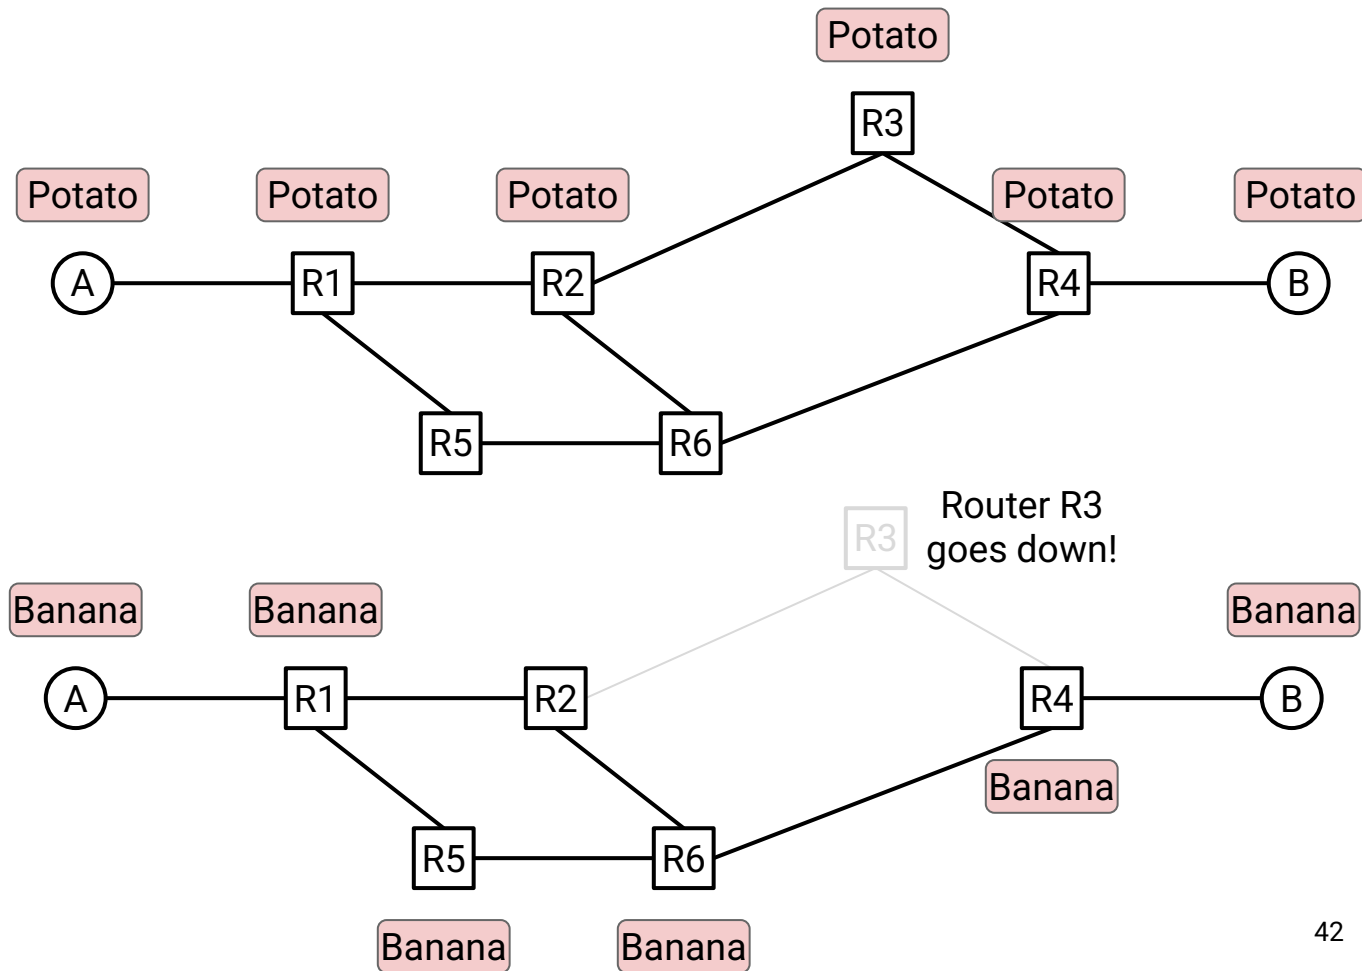 Potato
R3
Potato Potato Potato Potato Potato
A R1 R2 R4 B
R5 R6
R3
Router R3
goes down!
Banana Banana Banana
A R1 R2 R4 B
Banana
R5 R6
Banana Banana
42